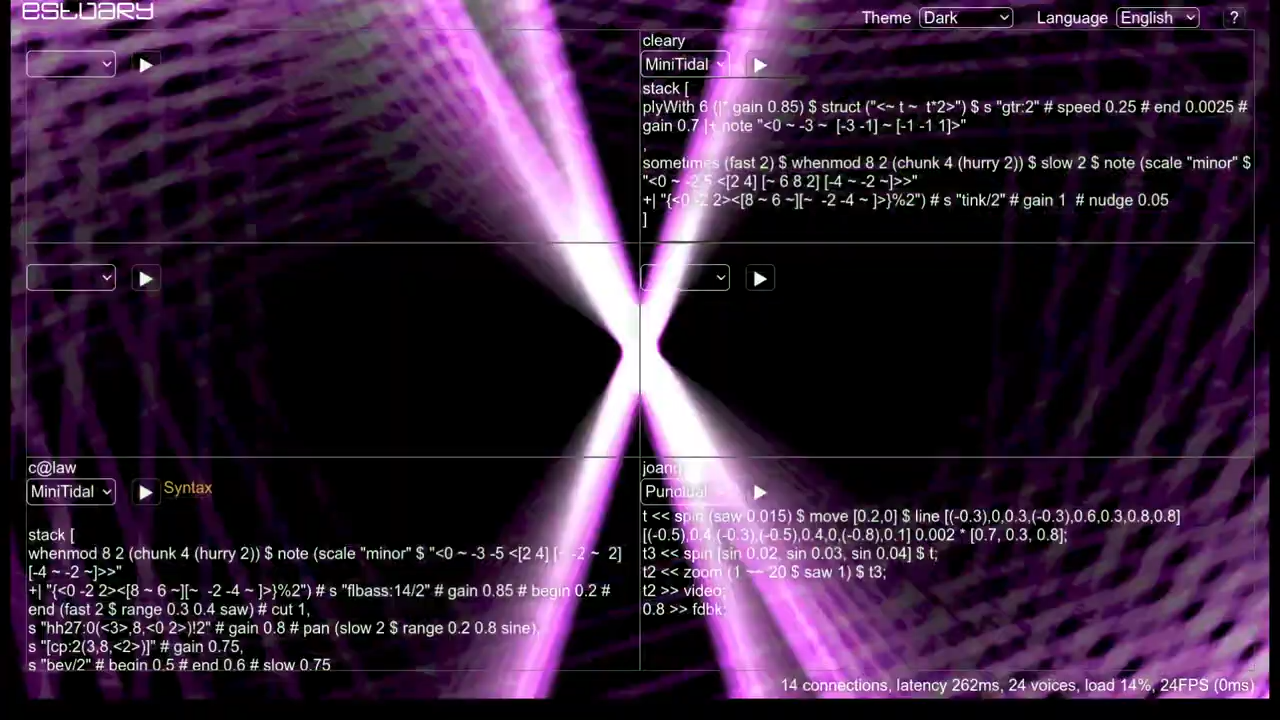 estuary
Theme Dark Language English ?
cleary
MiniTidal
stack [
plyWith 6 (|* gain 0.85) $ struct ("<~ t ~ t*2>") $ s "gtr:2" # speed 0.25 # end 0.0025 #
gain 0.7 |+ note "<0 ~ -3 ~ [-3 -1] ~ [-1 -1 1]>"
,
sometimes (fast 2) $ whenmod 8 2 (chunk 4 (hurry 2)) $ slow 2 $ note (scale "minor" $
"<0 ~ -2 5 <[2 4] [~ 6 8 2] [-4 ~ -2 ~]>>"
+| "{<0 -2 2><[8 ~ 6 ~][~ -2 -4 ~ ]>}%2") # s "tink/2" # gain 1 # nudge 0.05
]
c@law
MiniTidal Syntax
stack [
whenmod 8 2 (chunk 4 (hurry 2)) $ note (scale "minor" $ "<0 ~ -3 -5 <[2 4] [~ -2 ~ 2]
[-4 ~ -2 ~]>>"
+| "{<0 -2 2><[8 ~ 6 ~][~ -2 -4 ~ ]>}%2") # s "flbass:14/2" # gain 0.85 # begin 0.2 #
end (fast 2 $ range 0.3 0.4 saw) # cut 1,
s "hh27:0(<3>,8,<0 2>)!2" # gain 0.8 # pan (slow 2 $ range 0.2 0.8 sine),
s "[cp:2(3,8,<2>)]" # gain 0.75,
s "bev/2" # begin 0.5 # end 0.6 # slow 0.75
joann
Punctual
t << spin (saw 0.015) $ move [0.2,0] $ line [(-0.3),0,0.3,(-0.3),0.6,0.3,0.8,0.8]
[(-0.5),0.4,(-0.3),(-0.5),0.4,0,(-0.8),0.1] 0.002 * [0.7, 0.3, 0.8];
t3 << spin [sin 0.02, sin 0.03, sin 0.04] $ t;
t2 << zoom (1 ~~ 20 $ saw 1) $ t3;
t2 >> video;
0.8 >> fdbk;
14 connections, latency 262ms, 24 voices, load 14%, 24FPS (0ms)